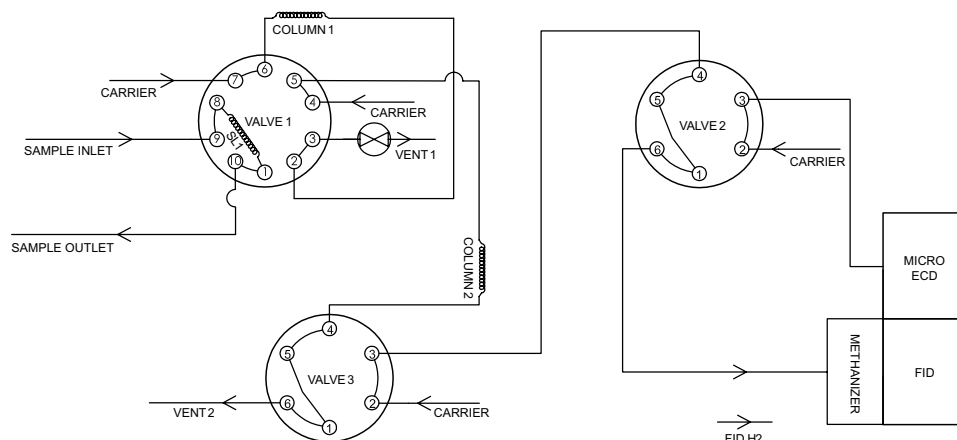 COLUMN 1
6
7
5
CARRIER
8
4
CARRIER
VALVE 1
SAMPLE INLET
9
SL1
3
VENT 1
10
1
2
SAMPLE OUTLET
COLUMN 2
4
5
3
VALVE 2
6
2
CARRIER
1
4
5
3
VALVE 3
VENT 2
6
2
CARRIER
1
MICRO
ECD
METHANIZER
FID
FID H2